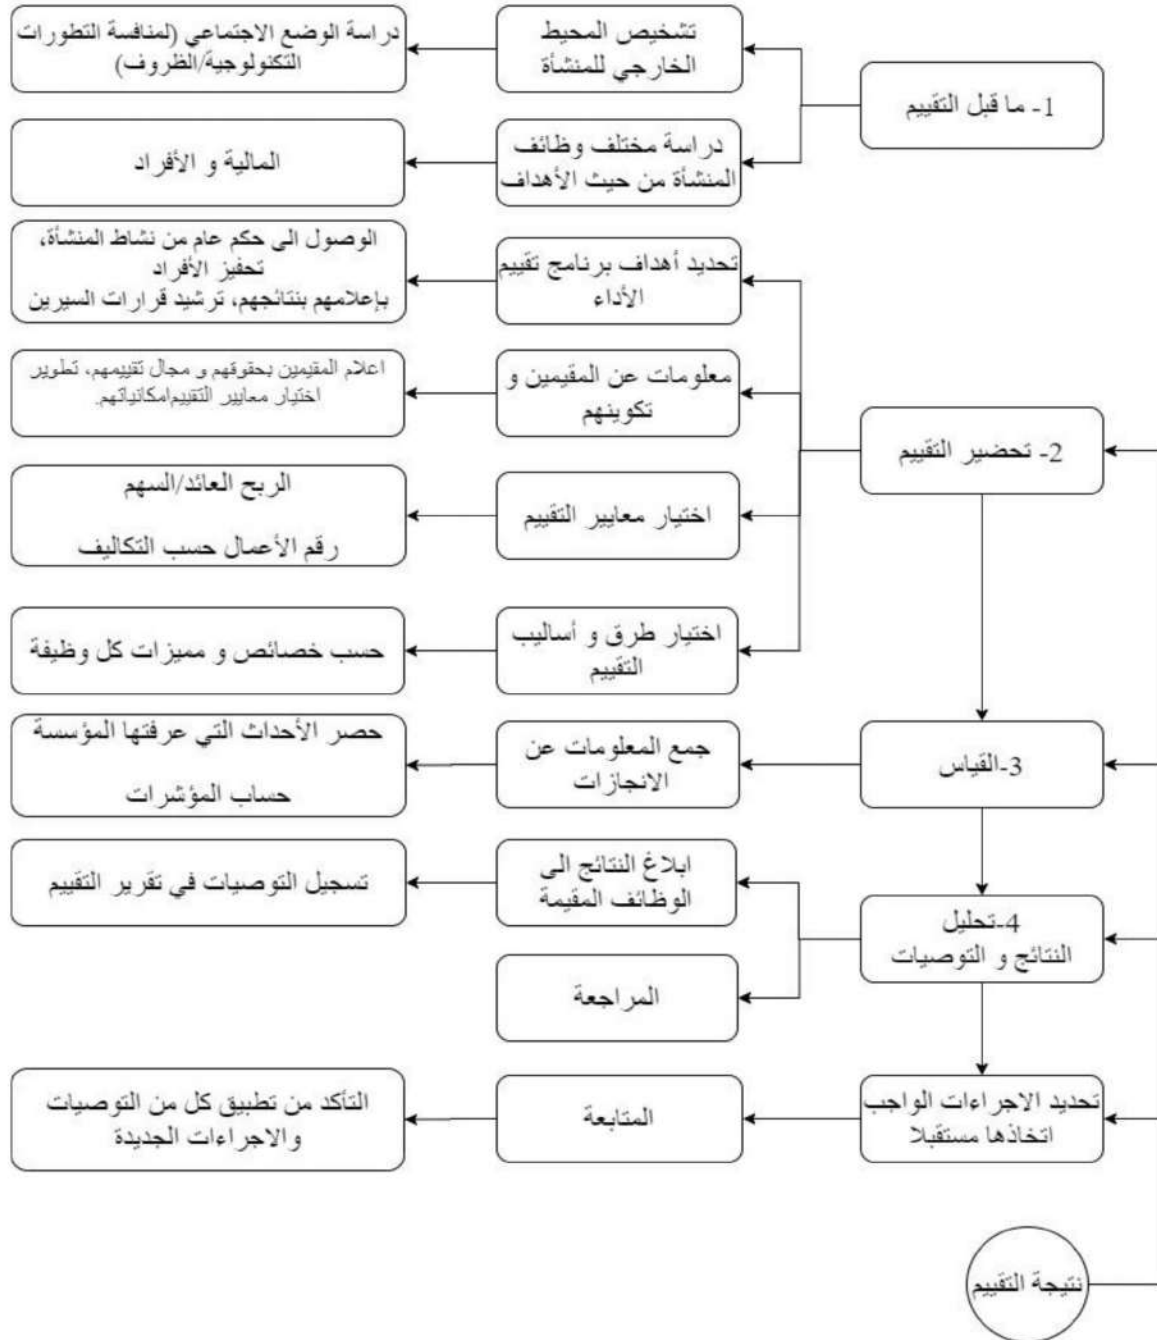 1- ما قبل التقييم
تشخيص المحيط
الخارجي للمنشأة
دراسة الوضع الاجتماعي (لمنافسة التطورات
التكنولوجية/الظروف)
دراسة مختلف وظائف
المنشأة من حيث الأهداف
المالية و الأفراد
2- تحضير التقييم
تحديد أهداف برنامج تقييم
الأداء
الوصول الى حكم عام من نشاط المنشأة،
تحفيز الأفراد
بإعلامهم بنتائجهم، ترشيد قرارات السيرين
معلومات عن المقيمين و
تكوينهم
اعلام المقيمين بحقوقهم و مجال تقييمهم، تطوير
اختيار معايير التقييم امكانياتهم.
اختيار معايير التقييم
الربح العائد/السهم
رقم الأعمال حسب التكاليف
اختيار طرق و أساليب
التقييم
حسب خصائص و مميزات كل وظيفة
3-القياس
جمع المعلومات عن
الانجازات
حصر الأحداث التي عرفتها المؤسسة
حساب المؤشرات
4-تحليل
النتائج و التوصيات
ابلاغ النتائج الى
الوظائف المقيمة
تسجيل التوصيات في تقرير التقييم
المراجعة
تحديد الاجراءات الواجب
اتخاذها مستقبلا
المتابعة
التأكد من تطبيق كل من التوصيات
والاجراءات الجديدة
نتيجة التقييم